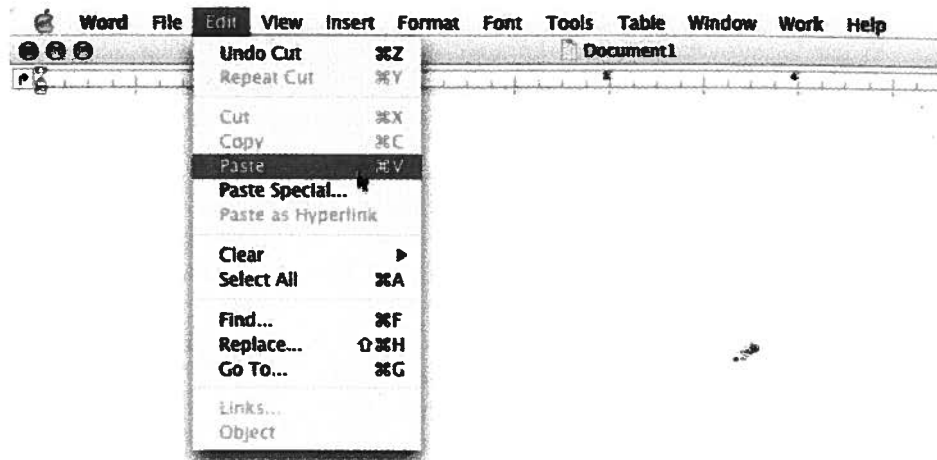 Word File Edit View Insert Format Font Tools Table Window Work Help
Document1
Undo Cut ⌘Z
Repeat Cut ⌘Y
Cut ⌘X
Copy ⌘C
Paste ⌘V
Paste Special...
Paste as Hyperlink
Clear
Select All ⌘A
Find... ⌘F
Replace... ⇧⌘H
Go To... ⌘G
Links...
Object